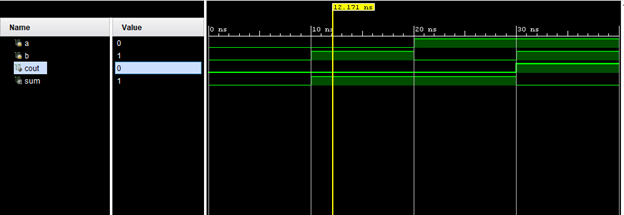 12.171 ns
Name Value
0 ns 10 ns 20 ns 30 ns
a 0
b 1
cout 0
sum 1